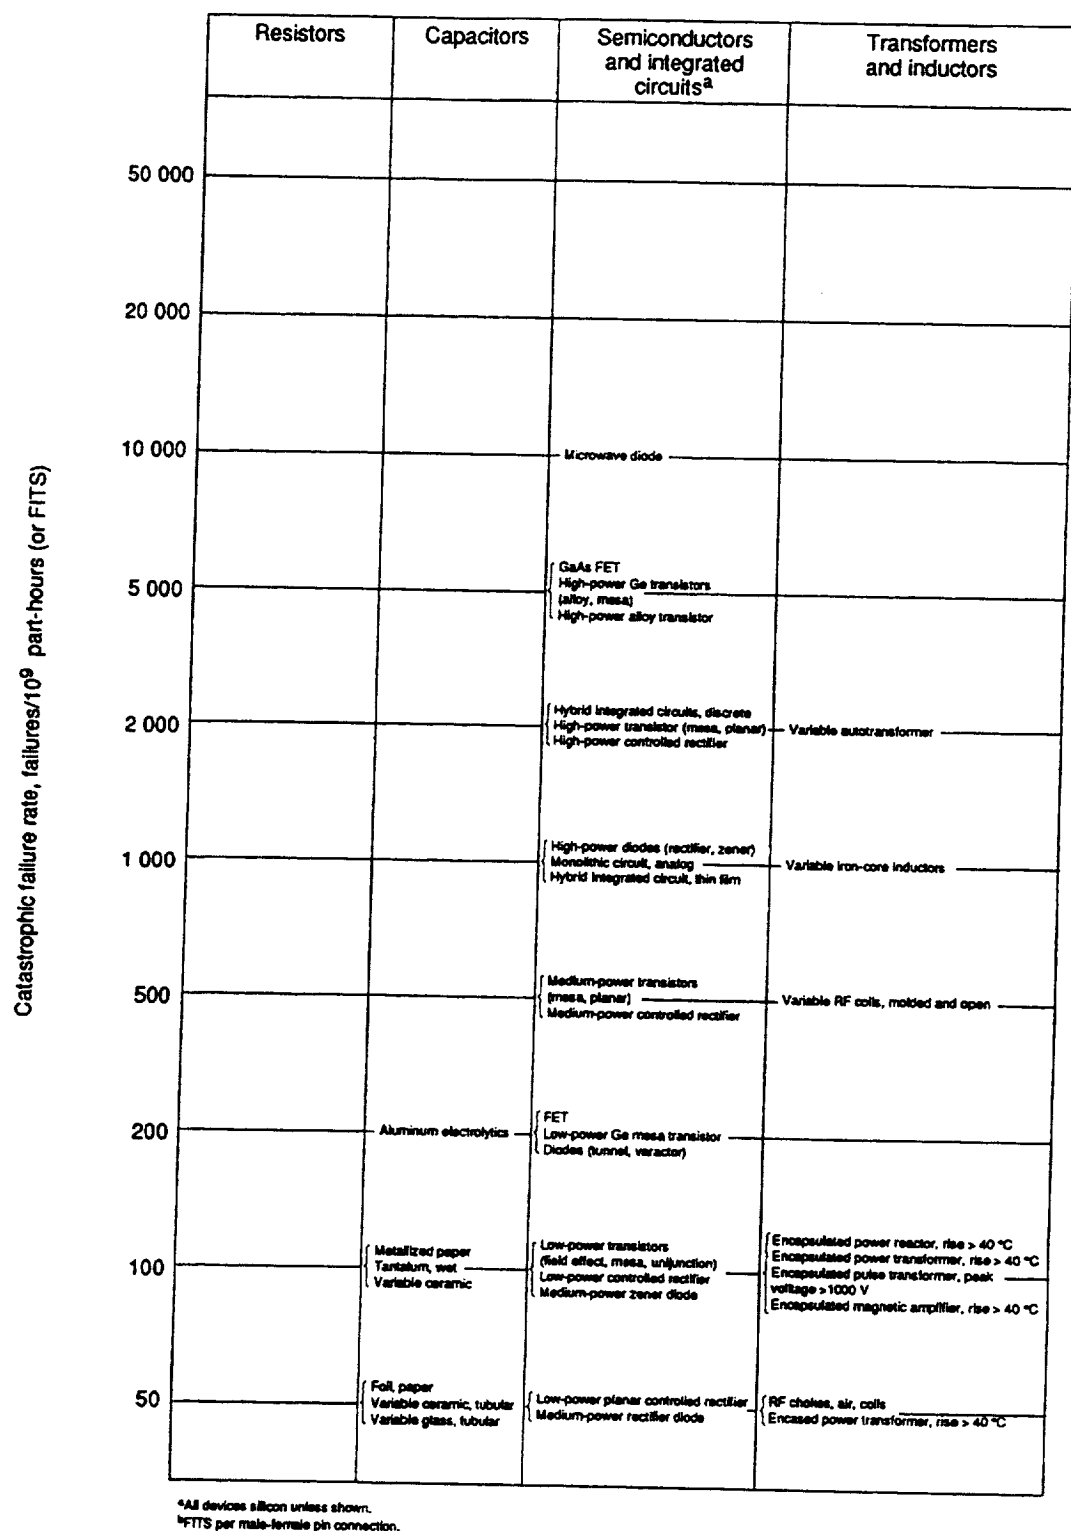 Resistors
Capacitors
Semiconductors
and integrated
circuitsa
Transformers
and inductors
Catastrophic failure rate, failures/10⁹ part-hours (or FITS)
50 000
20 000
10 000
Microwave diode
5 000
GaAs FET
High-power Ge transistors
(alloy, mesa)
High-power alloy transistor
2 000
Hybrid integrated circuits, discrete
High-power transistor (mesa, planar)
High-power controlled rectifier
Variable autotransformer
1 000
High-power diodes (rectifier, zener)
Monolithic circuit, analog
Hybrid integrated circuit, thin film
Variable iron-core inductors
500
Medium-power transistors
(mesa, planar)
Medium-power controlled rectifier
Variable RF coils, molded and open
200
Aluminum electrolytics
FET
Low-power Ge mesa transistor
Diodes (tunnel, varactor)
100
Metallized paper
Tantalum, wet
Variable ceramic
Low-power transistors
(field effect, mesa, unijunction)
Low-power controlled rectifier
Medium-power zener diode
Encapsulated power reactor, rise > 40 °C
Encapsulated power transformer, rise > 40 °C
Encapsulated pulse transformer, peak
voltage >1000 V
Encapsulated magnetic amplifier, rise > 40 °C
50
Foil, paper
Variable ceramic, tubular
Variable glass, tubular
Low-power planar controlled rectifier
Medium-power rectifier diode
RF chokes, air, coils
Encased power transformer, rise > 40 °C
aAll devices silicon unless shown.
bFITS per male-female pin connection.